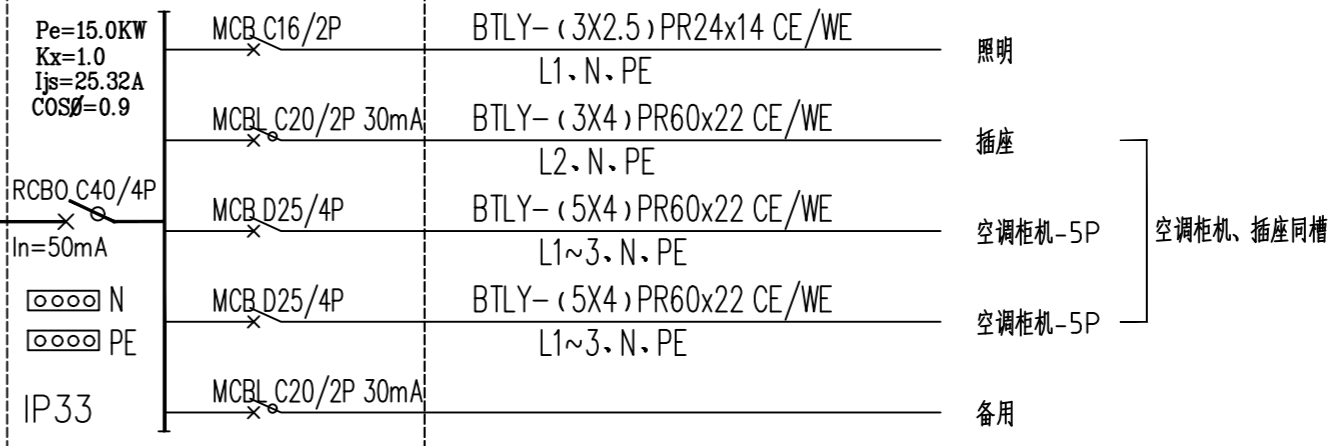 Pe=15.0KW
Kx=1.0
Ijs=25.32A
COSØ=0.9
RCBO C40/4P
In=50mA
N
PE
IP33
MCB C16/2P
BTLY-(3X2.5)PR24x14 CE/WE
L1、N、PE
照明
MCBL C20/2P 30mA
BTLY-(3X4)PR60x22 CE/WE
L2、N、PE
插座
MCB D25/4P
BTLY-(5X4)PR60x22 CE/WE
L1~3、N、PE
空调柜机-5P
MCB D25/4P
BTLY-(5X4)PR60x22 CE/WE
L1~3、N、PE
空调柜机-5P
空调柜机、插座同槽
MCBL C20/2P 30mA
备用